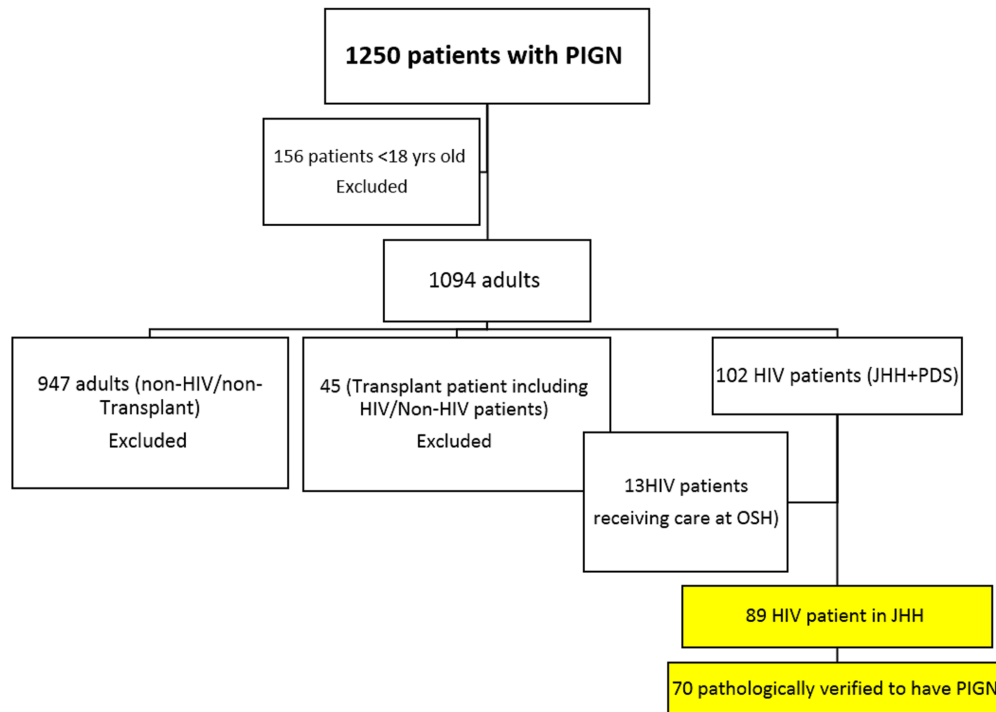 1250 patients with PIGN
156 patients <18 yrs old
Excluded
1094 adults
947 adults (non-HIV/non-
Transplant)
Excluded
45 (Transplant patient including
HIV/Non-HIV patients)
Excluded
102 HIV patients (JHH+PDS)
13HIV patients
receiving care at OSH)
89 HIV patient in JHH
70 pathologically verified to have PIGN